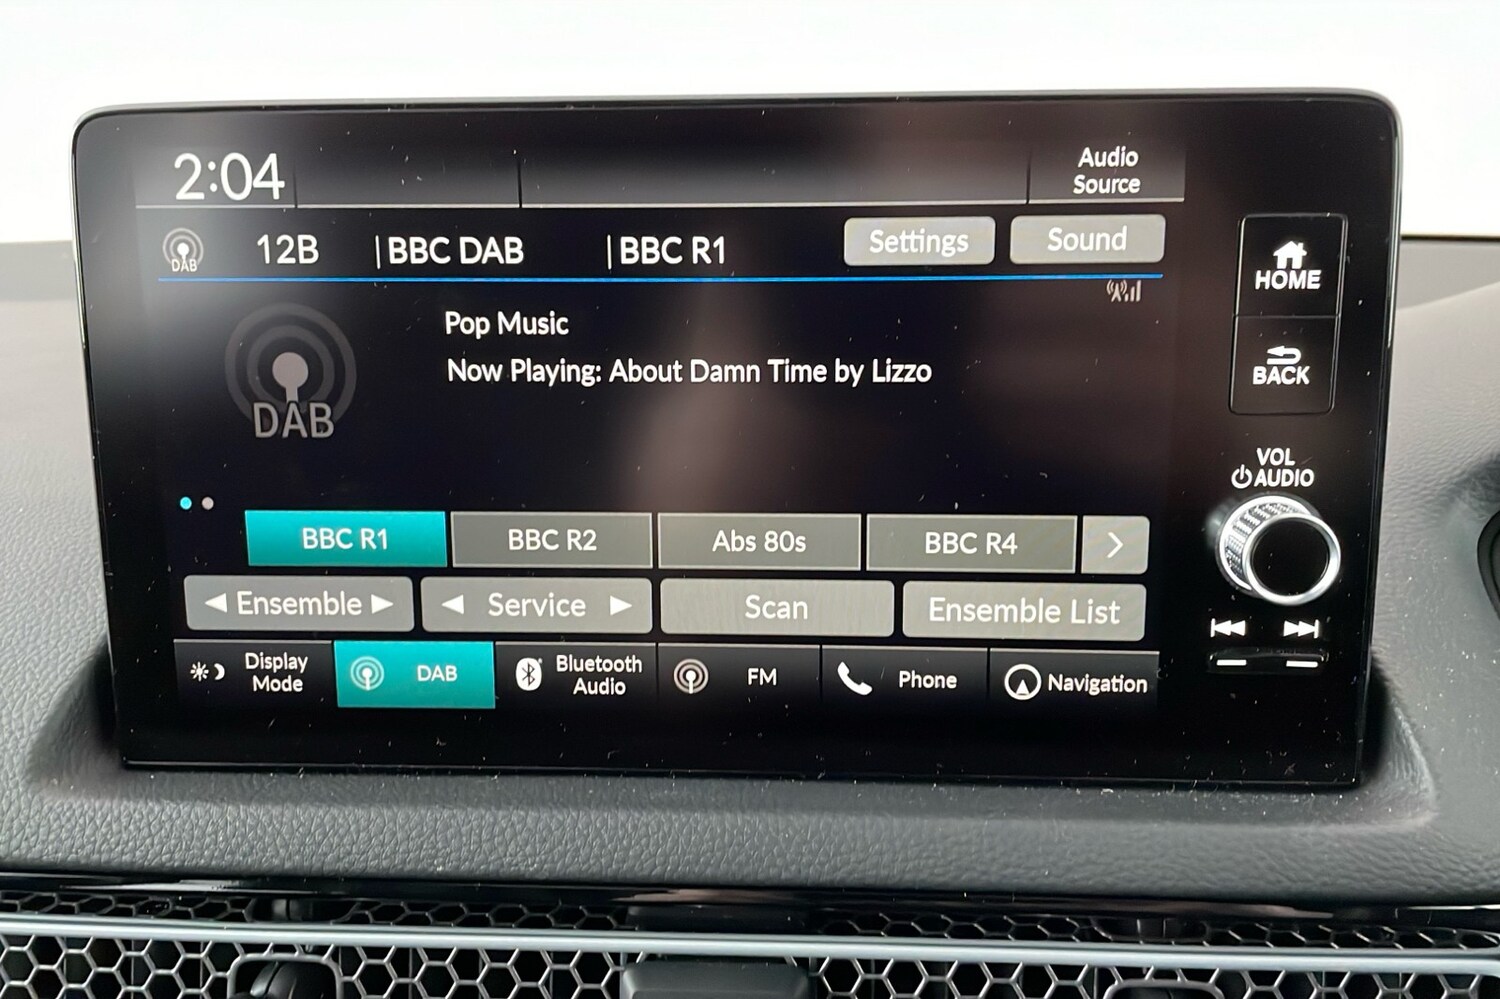 2:04
Audio
Source
DAB
12B
|BBC DAB
|BBC R1
Settings
Sound
HOME
Pop Music
Now Playing: About Damn Time by Lizzo
DAB
BACK
VOL
AUDIO
BBC R1
BBC R2
Abs 80s
BBC R4
Ensemble
Service
Scan
Ensemble List
Display
Mode
DAB
Bluetooth
Audio
FM
Phone
Navigation